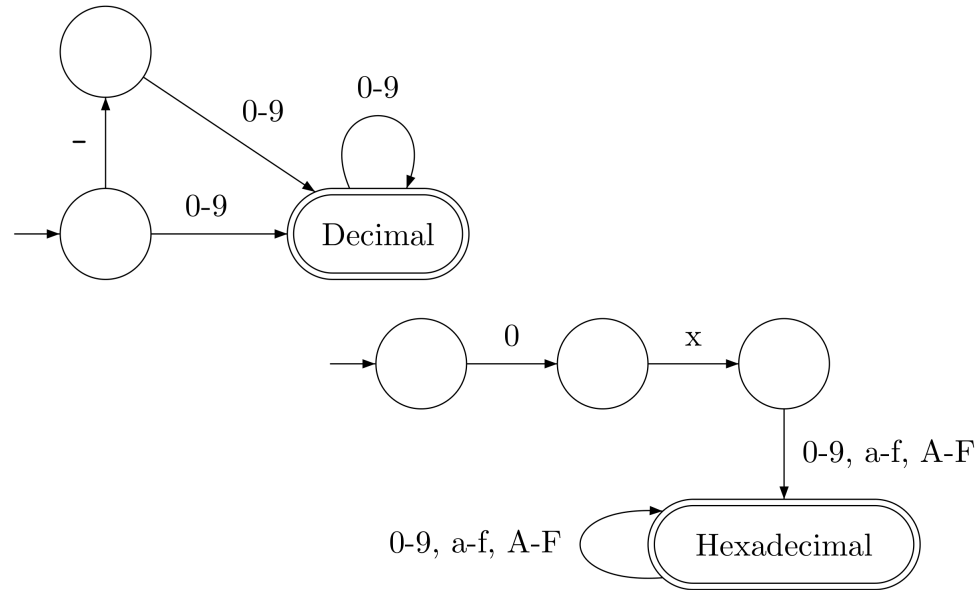 0-9
0-9
-
0-9
Decimal
0
x
0-9, a-f, A-F
0-9, a-f, A-F
Hexadecimal